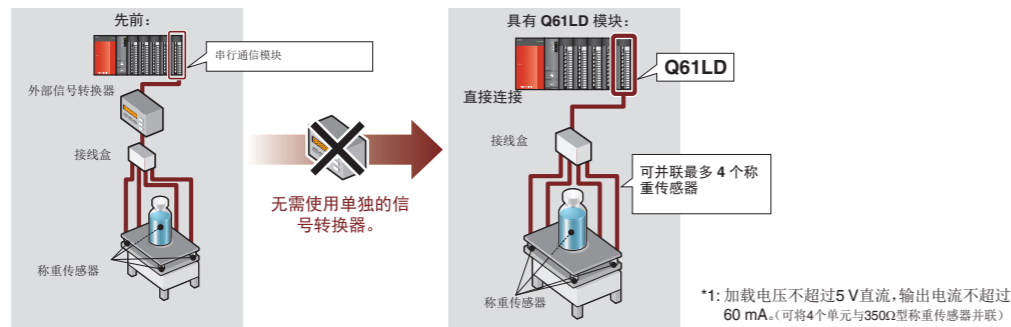 先前：
串行通信模块
外部信号转换器
接线盒
称重传感器
无需使用单独的信
号转换器。
具有 Q61LD 模块：
Q61LD
直接连接
接线盒
可并联最多 4 个称
重传感器
称重传感器
*1: 加载电压不超过5 V直流，输出电流不超过
60 mA。（可将4个单元与350Ω型称重传感器并联）